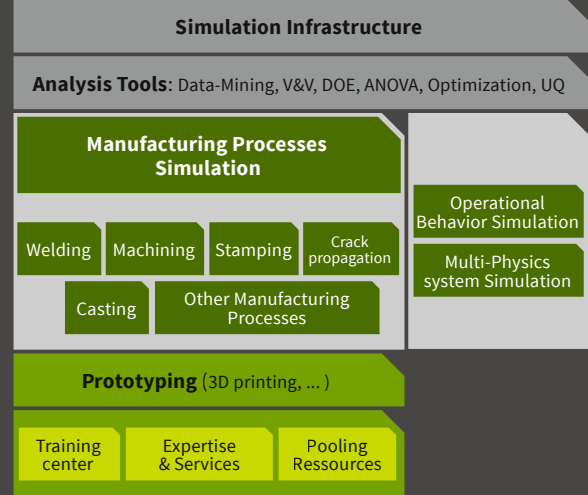 Simulation Infrastructure
Analysis Tools: Data-Mining, V&V, DOE, ANOVA, Optimization, UQ
Manufacturing Processes
Simulation
Operational
Behavior Simulation
Welding
Machining
Stamping
Crack
propagation
Multi-Physics
system Simulation
Casting
Other Manufacturing
Processes
Prototyping (3D printing, ... )
Training
center
Expertise
& Services
Pooling
Ressources